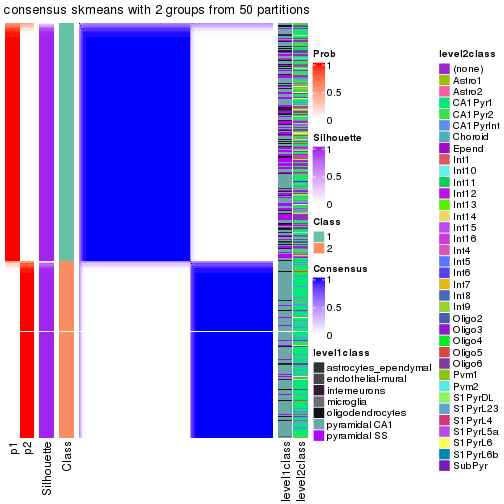 consensus skmeans with 2 groups from 50 partitions
p1
p2
Silhouette
Class
level1class
level2class
Prob
1
0.5
0
Silhouette
1
0.5
0
Class
1
2
Consensus
1
0.5
0
level1class
astrocytes_ependymal
endothelial-mural
interneurons
microglia
oligodendrocytes
pyramidal CA1
pyramidal SS
level2class
(none)
Astro1
Astro2
CA1Pyr1
CA1Pyr2
CA1PyrInt
Choroid
Epend
Int1
Int10
Int11
Int12
Int13
Int14
Int15
Int16
Int4
Int5
Int6
Int7
Int8
Int9
Oligo2
Oligo3
Oligo4
Oligo5
Oligo6
Pvm1
Pvm2
S1PyrDL
S1PyrL23
S1PyrL4
S1PyrL5a
S1PyrL6
S1PyrL6b
SubPyr